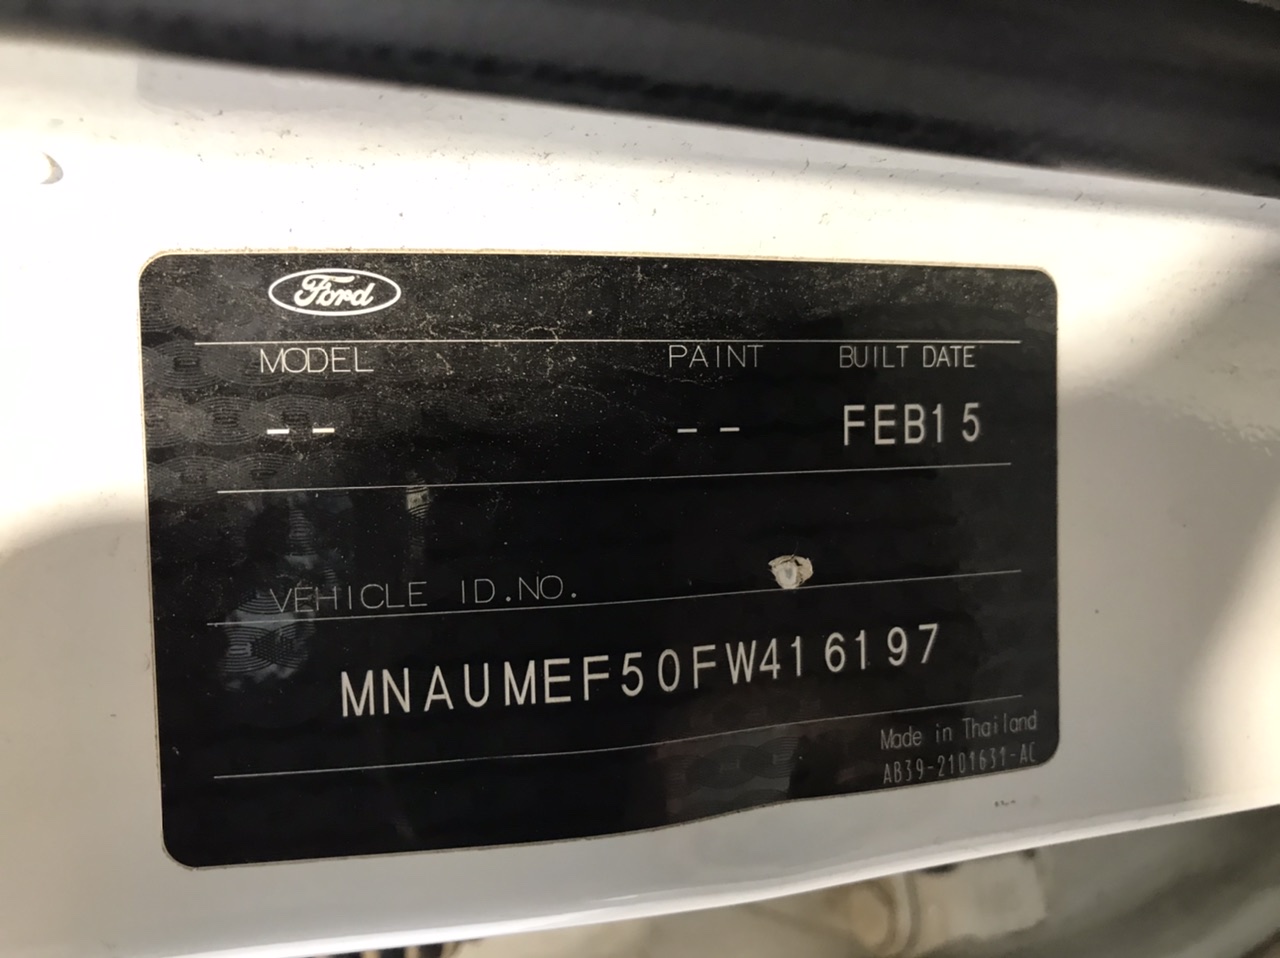 Ford
MODEL PAINT BUILT DATE
-- -- FEB15
VEHICLE ID.NO.
MNAUMEF50FW416197
Made in Thailand
AB39-2101631-AC